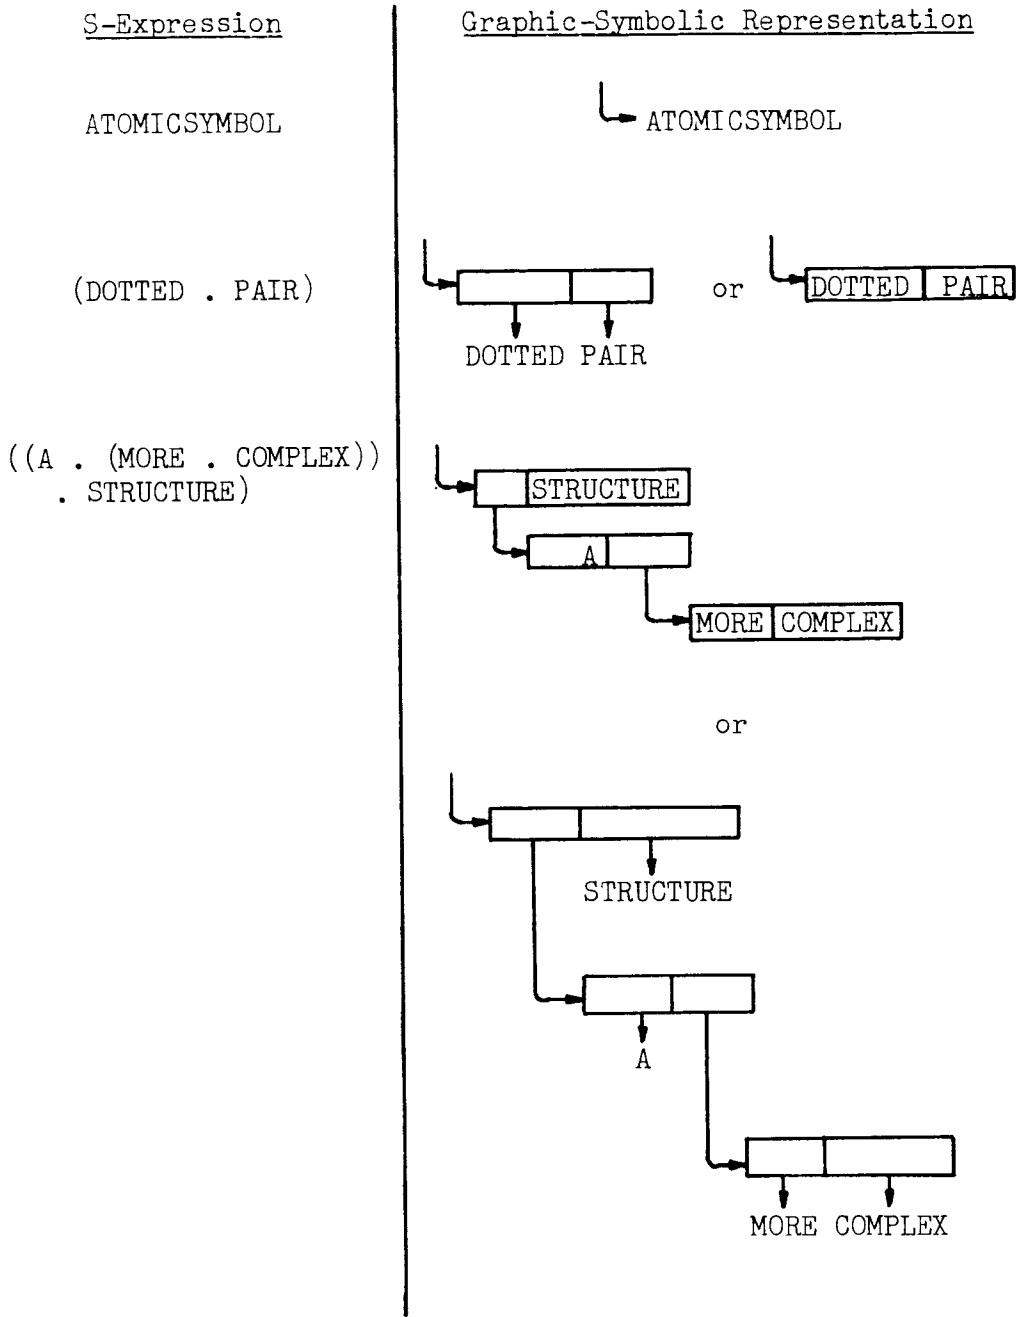 S-Expression
Graphic-Symbolic Representation
ATOMICSYMBOL
ATOMICSYMBOL
(DOTTED . PAIR)
or
DOTTED PAIR
DOTTED PAIR
((A . (MORE . COMPLEX))
. STRUCTURE)
STRUCTURE
A
MORE COMPLEX
or
STRUCTURE
A
MORE COMPLEX